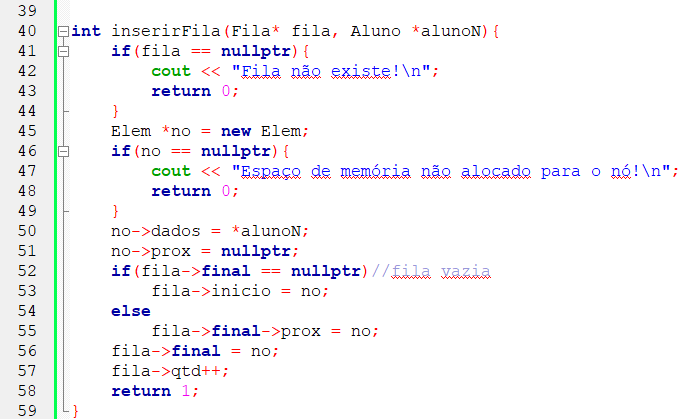 39
40 int inserirFila(Fila* fila, Aluno *alunoN){
41 if(fila == nullptr){
42 cout << "Fila não existe!\n";
43 return 0;
44 }
45 Elem *no = new Elem;
46 if(no == nullptr){
47 cout << "Espaço de memória não alocado para o nó!\n";
48 return 0;
49 }
50 no->dados = *alunoN;
51 no->prox = nullptr;
52 if(fila->final == nullptr)//fila vazia
53 fila->inicio = no;
54 else
55 fila->final->prox = no;
56 fila->final = no;
57 fila->qtd++;
58 return 1;
59 }